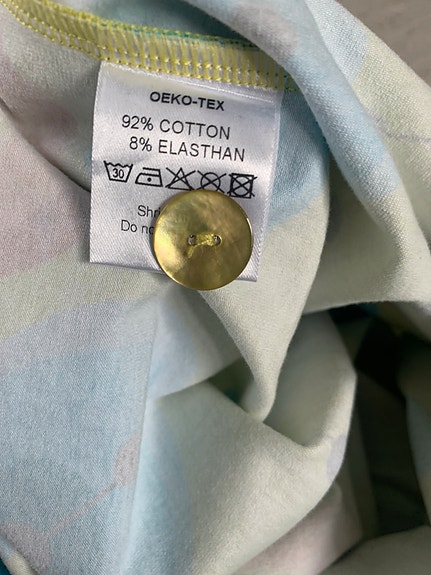 OEKO-TEX
92% COTTON
8% ELASTHAN
30
Do